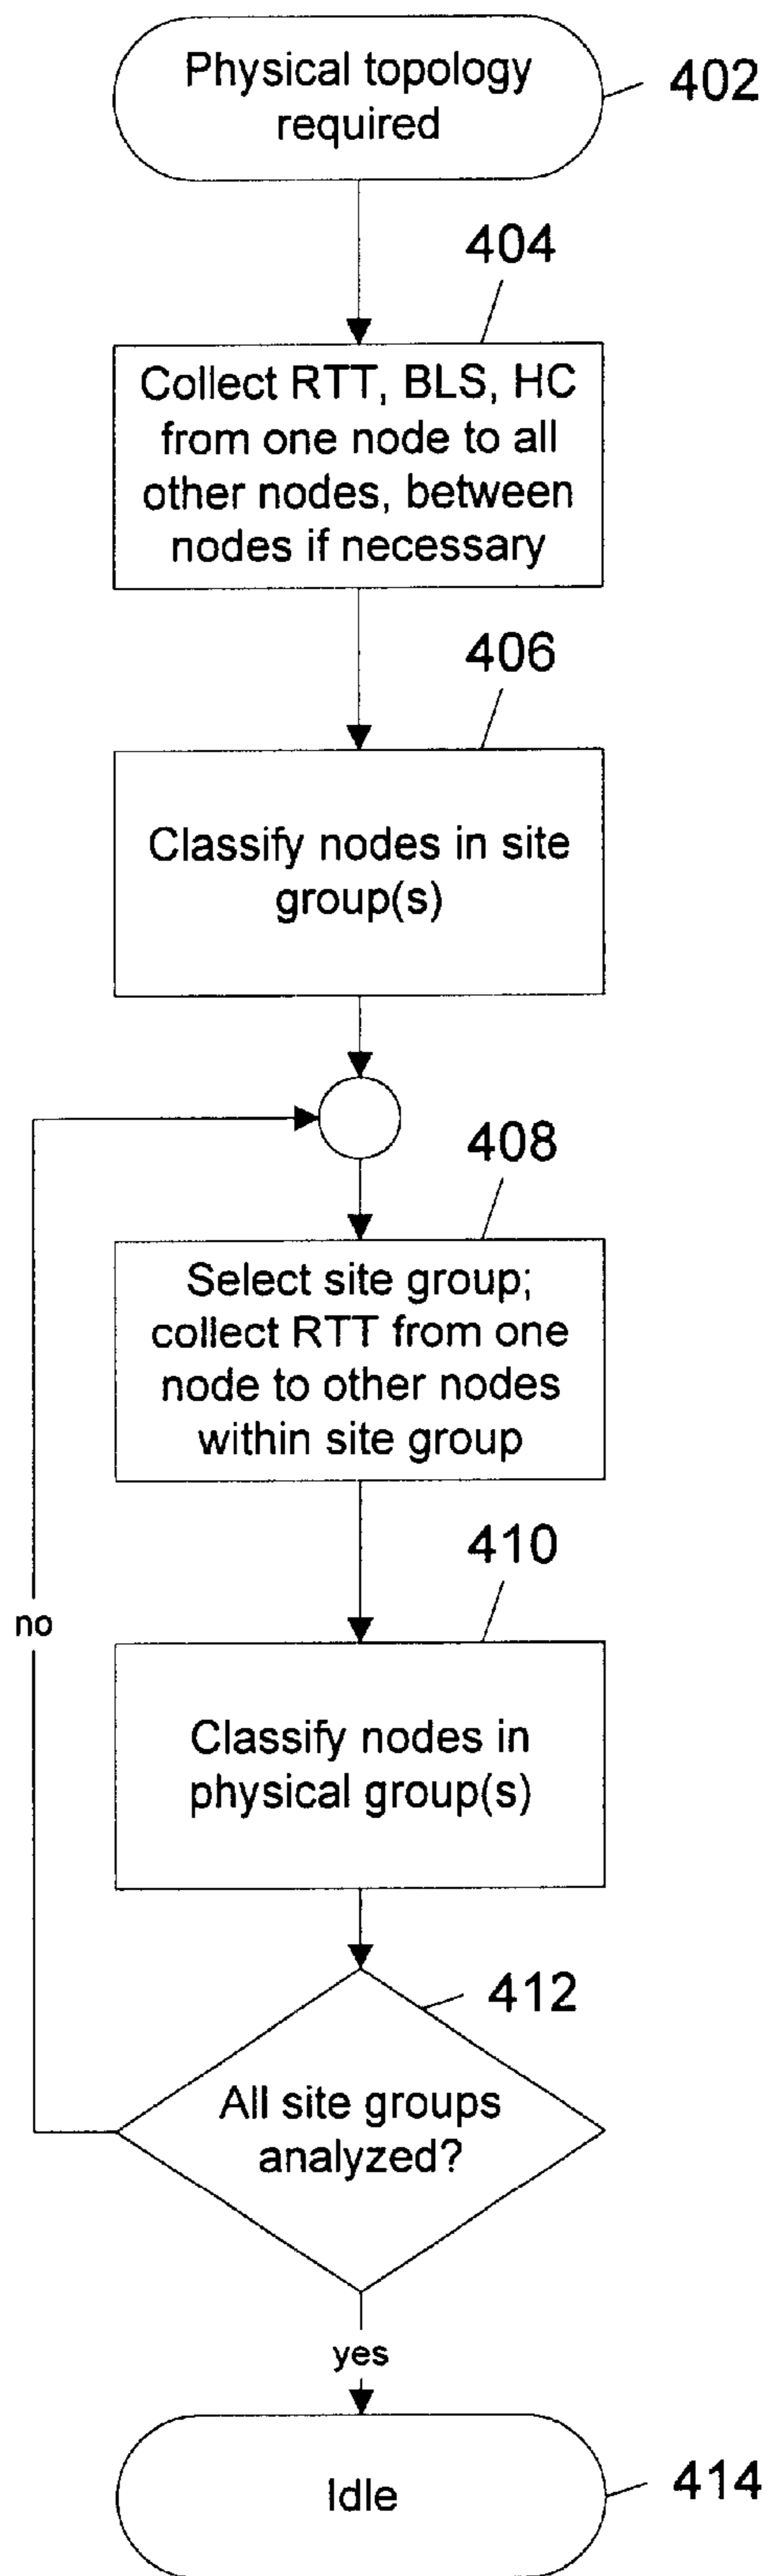 Physical topology
required
402
404
Collect RTT, BLS, HC
from one node to all
other nodes, between
nodes if necessary
406
Classify nodes in site
group(s)
408
Select site group;
collect RTT from one
node to other nodes
within site group
410
no
Classify nodes in
physical group(s)
412
All site groups
analyzed?
yes
Idle
414